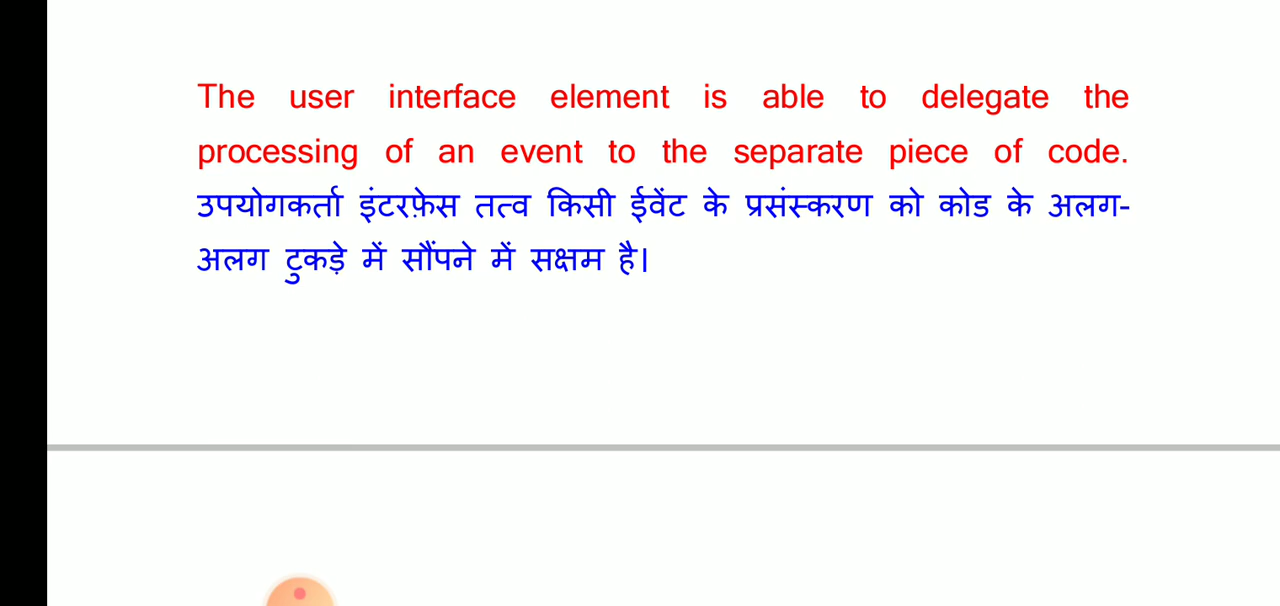 The user interface element is able to delegate the
processing of an event to the separate piece of code.
उपयोगकर्ता इंटरफ़ेस तत्व किसी ईवेंट के प्रसंस्करण को कोड के अलग-
अलग टुकड़े में सौंपने में सक्षम है।